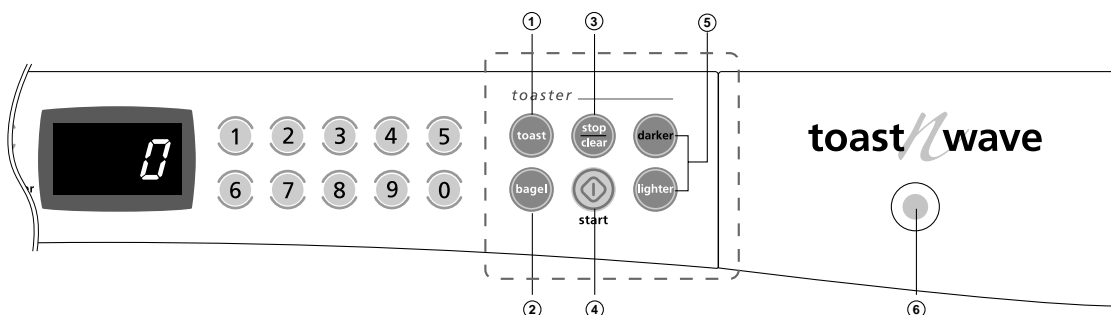 1 3 5
toaster
0
1 2 3 4 5
toast
stop
clear
darker
toast n wave
6 7 8 9 0
bagel
lighter
start
2 4 6